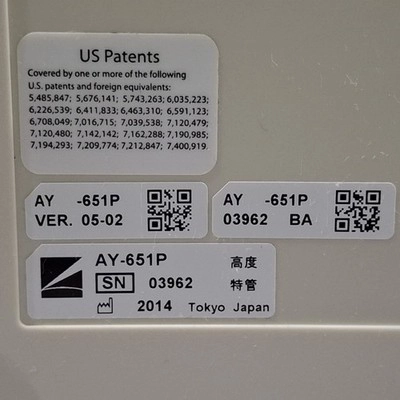 US Patents
Covered by one or more of the following
U.S. patents and foreign equivalents:
5,485,847; 5,676,141; 5,743,263; 6,035,223;
6,226,539; 6,411,833; 6,463,310; 6,591,123;
6,708,049; 7,016,715; 7,039,538; 7,120,479;
7,120,480; 7,142,142; 7,162,288; 7,190,985;
7,194,293; 7,209,774; 7,212,847; 7,400,919.
AY -651P
VER. 05-02
AY -651P
03962 BA
AY-651P 高度
SN 03962 特管
2014 Tokyo Japan